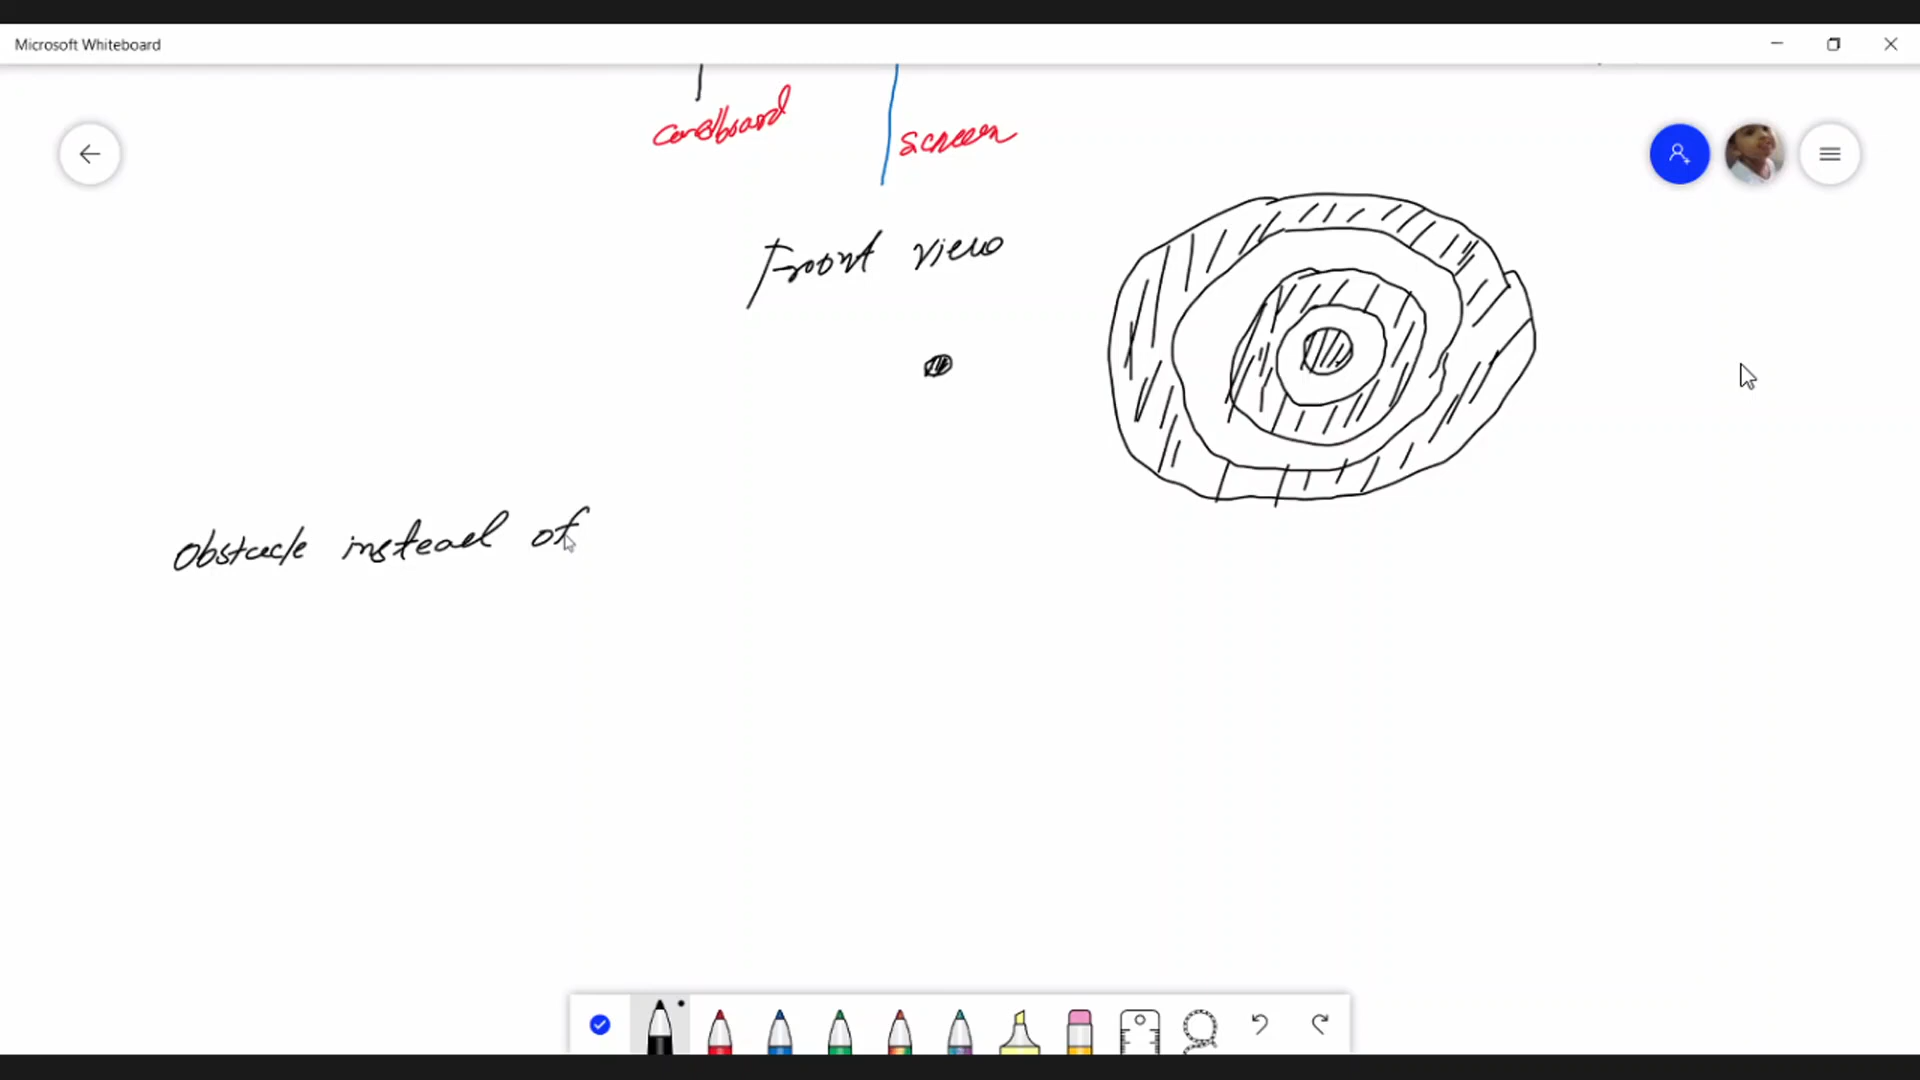 Microsoft Whiteboard
cardboard
screen
Front view
Obstacle instead of